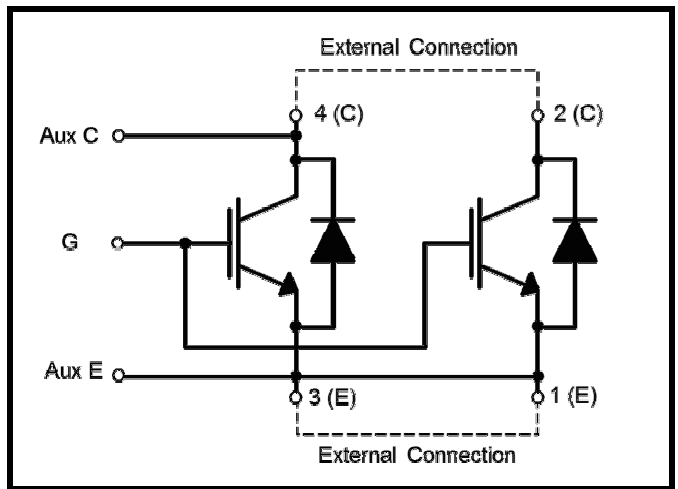 External Connection
4 (C)
2 (C)
Aux C
G
Aux E
3 (E)
1 (E)
External Connection